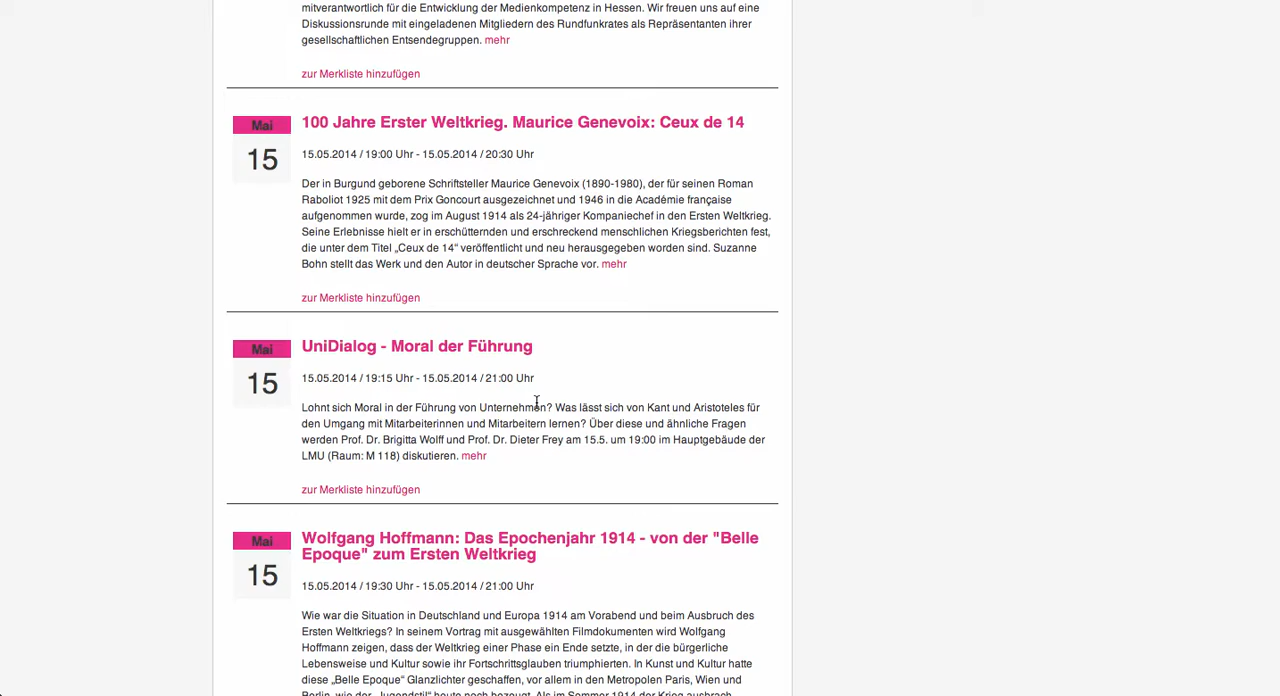 mitverantwortlich für die Entwicklung der Medienkompetenz in Hessen. Wir freuen uns auf eine
Diskussionsrunde mit eingeladenen Mitgliedern des Rundfunkrates als Repräsentanten ihrer
gesellschaftlichen Entsendegruppen. mehr
zur Merkliste hinzufügen
Mai
15
100 Jahre Erster Weltkrieg. Maurice Genevoix: Ceux de 14
15.05.2014 / 19:00 Uhr - 15.05.2014 / 20:30 Uhr
Der in Burgund geborene Schriftsteller Maurice Genevoix (1890-1980), der für seinen Roman
Raboliot 1925 mit dem Prix Goncourt ausgezeichnet und 1946 in die Académie française
aufgenommen wurde, zog im August 1914 als 24-jähriger Kompaniechef in den Ersten Weltkrieg.
Seine Erlebnisse hielt er in erschütternden und erschreckend menschlichen Kriegsberichten fest,
die unter dem Titel „Ceux de 14“ veröffentlicht und neu herausgegeben worden sind. Suzanne
Bohn stellt das Werk und den Autor in deutscher Sprache vor. mehr
zur Merkliste hinzufügen
Mai
15
UniDialog - Moral der Führung
15.05.2014 / 19:15 Uhr - 15.05.2014 / 21:00 Uhr
Lohnt sich Moral in der Führung von Unternehmen? Was lässt sich von Kant und Aristoteles für
den Umgang mit Mitarbeiterinnen und Mitarbeitern lernen? Über diese und ähnliche Fragen
werden Prof. Dr. Brigitta Wolff und Prof. Dr. Dieter Frey am 15.5. um 19:00 im Hauptgebäude der
LMU (Raum: M 118) diskutieren. mehr
zur Merkliste hinzufügen
Mai
15
Wolfgang Hoffmann: Das Epochenjahr 1914 - von der "Belle
Epoque" zum Ersten Weltkrieg
15.05.2014 / 19:30 Uhr - 15.05.2014 / 21:00 Uhr
Wie war die Situation in Deutschland und Europa 1914 am Vorabend und beim Ausbruch des
Ersten Weltkriegs? In seinem Vortrag mit ausgewählten Filmdokumenten wird Wolfgang
Hoffmann zeigen, dass der Weltkrieg einer Phase ein Ende setzte, in der die bürgerliche
Lebensweise und Kultur sowie ihr Fortschrittsglauben triumphierten. In Kunst und Kultur hatte
diese „Belle Epoque“ Glanzlichter geschaffen, vor allem in den Metropolen Paris, Wien und
Berlin, wie der „Jugendstil“ heute noch bezeugt. Als im Sommer 1914 der Krieg ausbrach,